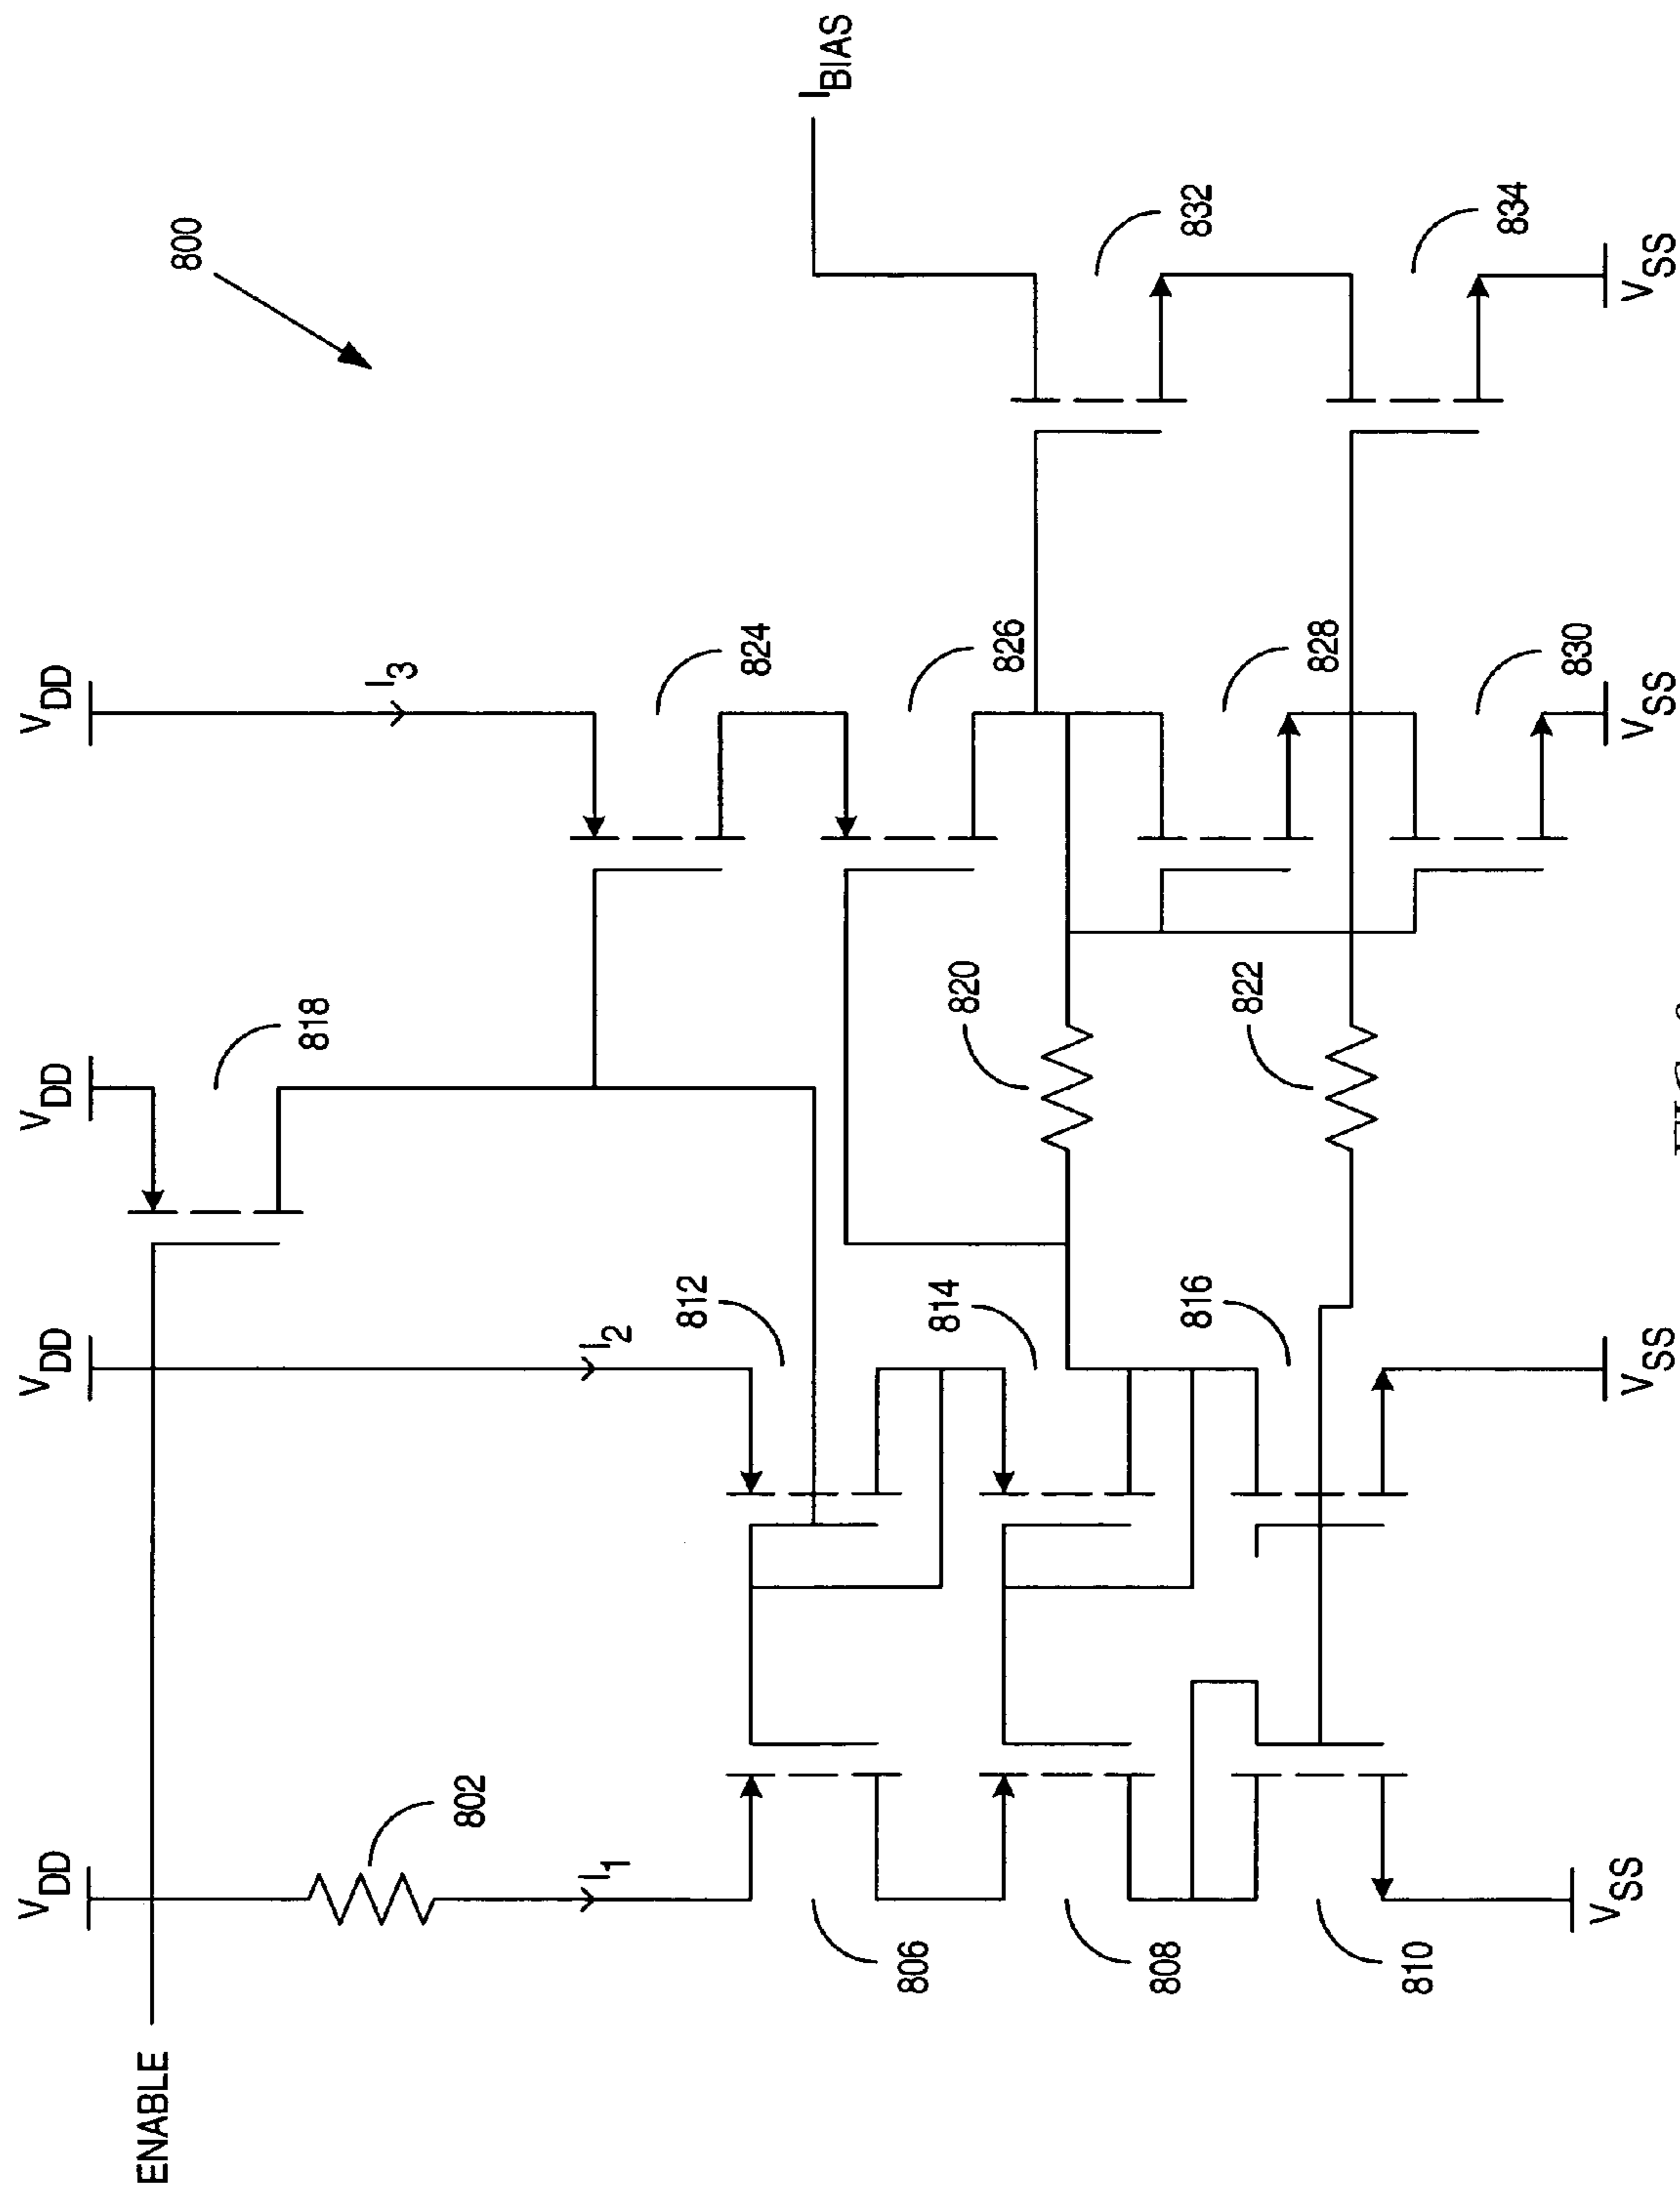 800
V_DD
V_DD
V_DD
V_DD
ENABLE
818
802
I_1
I_2
I_3
I_BIAS
812
824
806
814
826
820
832
808
816
828
822
834
810
830
V_SS
V_SS
V_SS
V_SS